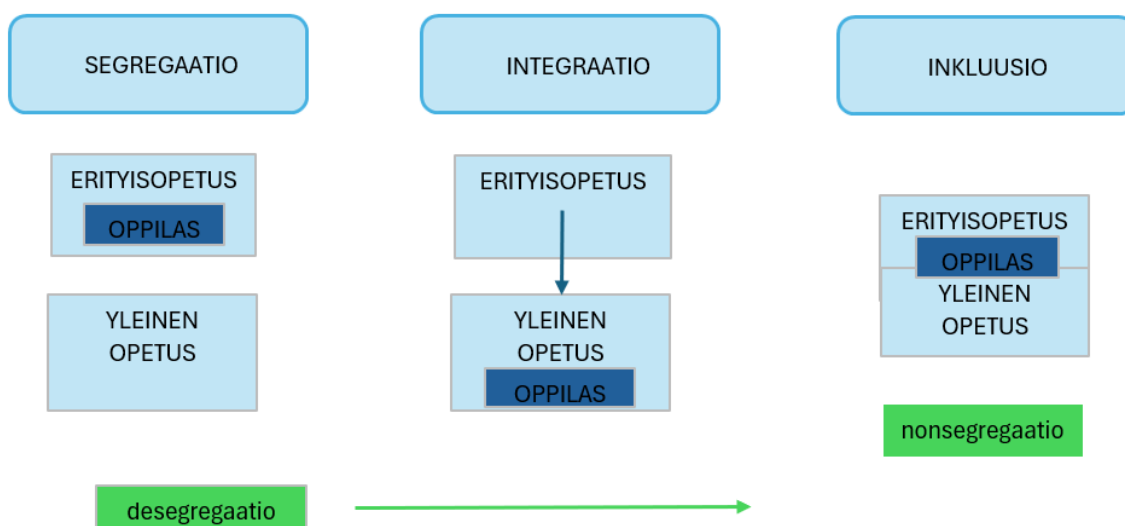 SEGREGAATIO
INTEGRAATIO
INKLUUSIO
ERITYISOPETUS
OPPILAS
YLEINEN
OPETUS
ERITYISOPETUS
YLEINEN
OPETUS
OPPILAS
ERITYISOPETUS
OPPILAS
YLEINEN
OPETUS
nonsegregaatio
desegregaatio